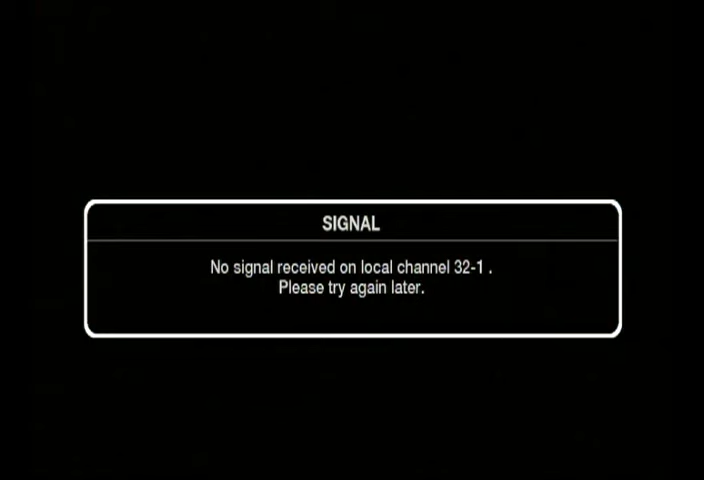 SIGNAL
No signal received on local channel 32-1 .
Please try again later.